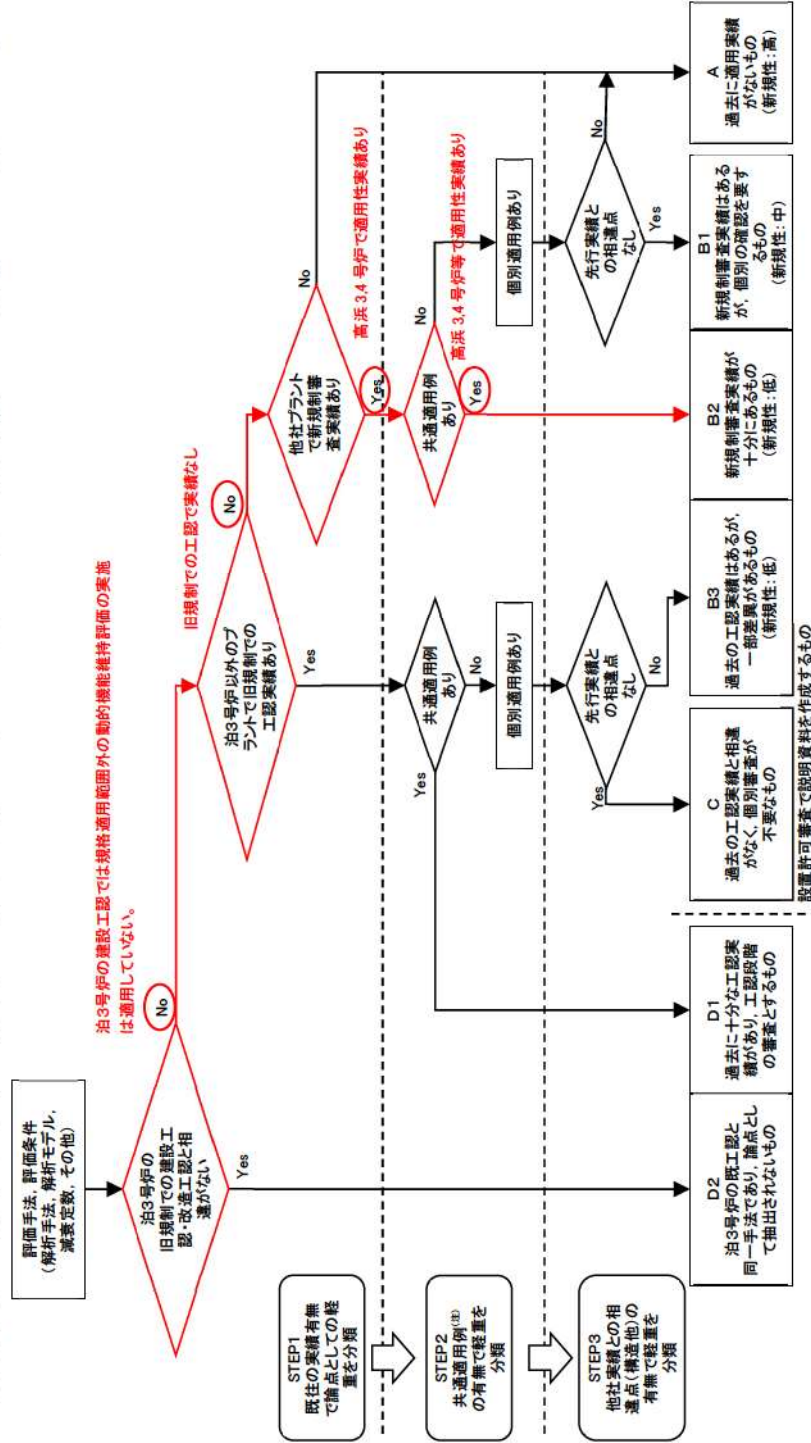 評価手法，評価条件
（解析手法，解析モデル，
減衰定数，その他）
泊3号炉の建設工認では規格適用範囲外の動的機能維持評価の実施
は適用していない。
泊3号炉の
旧規制での建設工
認・改造工認と相
違がない
No
Yes
旧規制での工認で実績なし
泊3号炉以外のプ
ラントで旧規制での
工認実績あり
No
Yes
他社プラント
で新規制審
査実績あり
No
Yes
高浜 3,4 号炉で適用性実績あり
STEP1
既往の実績有無
で論点としての軽
重を分類
STEP2
共通適用例(注)
の有無で軽重を
分類
共通適用例
あり
Yes
No
個別適用例あり
共通適用例
あり
No
Yes
高浜 3,4 号炉等で適用性実績あり
個別適用例あり
STEP3
他社実績との相
違点（構造他）の
有無で軽重を
分類
先行実績と
の相違点
なし
Yes
No
先行実績と
の相違点
なし
No
Yes
D2
泊3号炉の既工認と
同一手法であり，論点とし
て抽出されないもの
D1
過去に十分な工認実
績があり，工認段階
の審査とするもの
C
過去の工認実績と相違
がなく，個別審査が
不要なもの
B3
過去の工認実績はあるが，
一部差異があるもの
（新規性：低）
B2
新規制審査実績が
十分にあるもの
（新規性：低）
B1
新規制審査実績はある
が，個別の確認を要す
るもの
（新規性：中）
A
過去に適用実績
がないもの
（新規性：高）
設置許可審査で説明資料を作成するもの